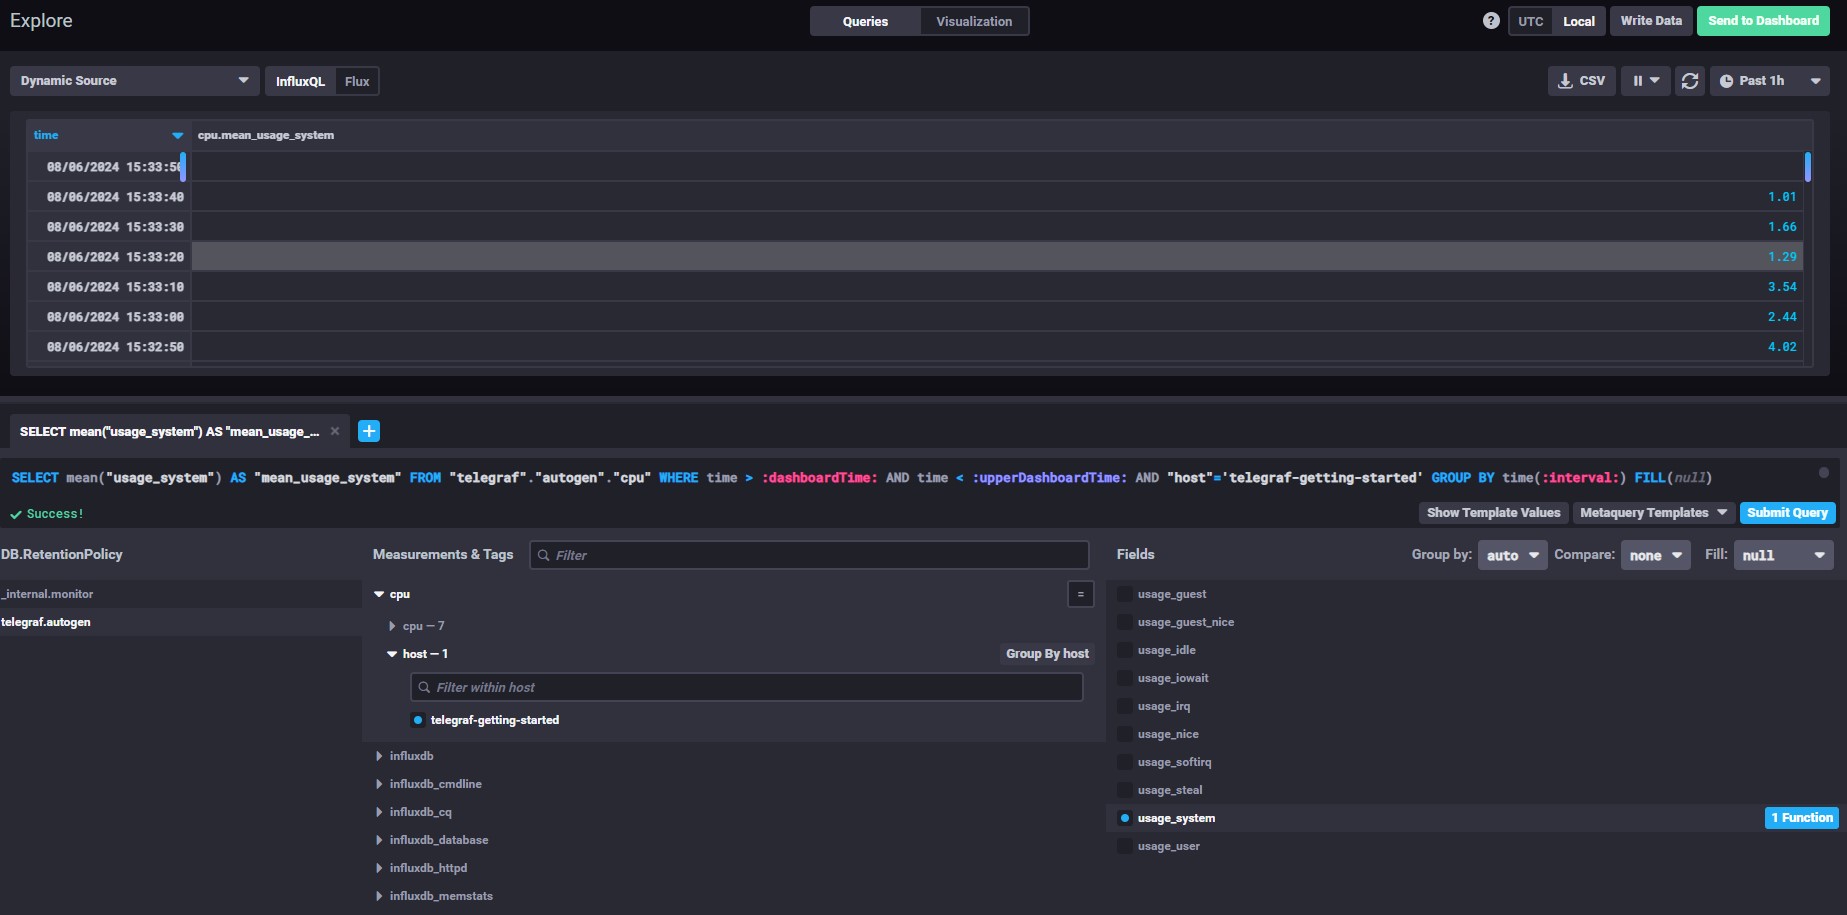 Explore
Queries Visualization
? UTC Local Write Data Send to Dashboard
Dynamic Source InfluxQL Flux
CSV Past 1h
time cpu.mean_usage_system
08/06/2024 15:33:50
08/06/2024 15:33:40 1.01
08/06/2024 15:33:30 1.66
08/06/2024 15:33:20 1.29
08/06/2024 15:33:10 3.54
08/06/2024 15:33:00 2.44
08/06/2024 15:32:50 4.02
SELECT mean("usage_system") AS "mean_usage_... × +
SELECT mean("usage_system") AS "mean_usage_system" FROM "telegraf"."autogen"."cpu" WHERE time > :dashboardTime: AND time < :upperDashboardTime: AND "host"='telegraf-getting-started' GROUP BY time(:interval:) FILL(null)
Success!
Show Template Values Metaquery Templates Submit Query
DB.RetentionPolicy
_internal.monitor
telegraf.autogen
Measurements & Tags Filter
cpu =
cpu — 7
host — 1 Group By host
Filter within host
telegraf-getting-started
influxdb
influxdb_cmdline
influxdb_cq
influxdb_database
influxdb_httpd
influxdb_memstats
Fields Group by: auto Compare: none Fill: null
usage_guest
usage_guest_nice
usage_idle
usage_iowait
usage_irq
usage_nice
usage_softirq
usage_steal
usage_system 1 Function
usage_user